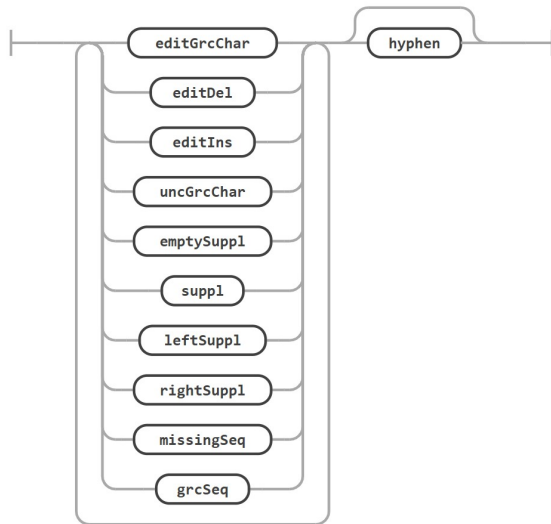 editGrcChar hyphen
editDel
editIns
uncGrcChar
emptySuppl
suppl
leftSuppl
rightSuppl
missingSeq
grcSeq